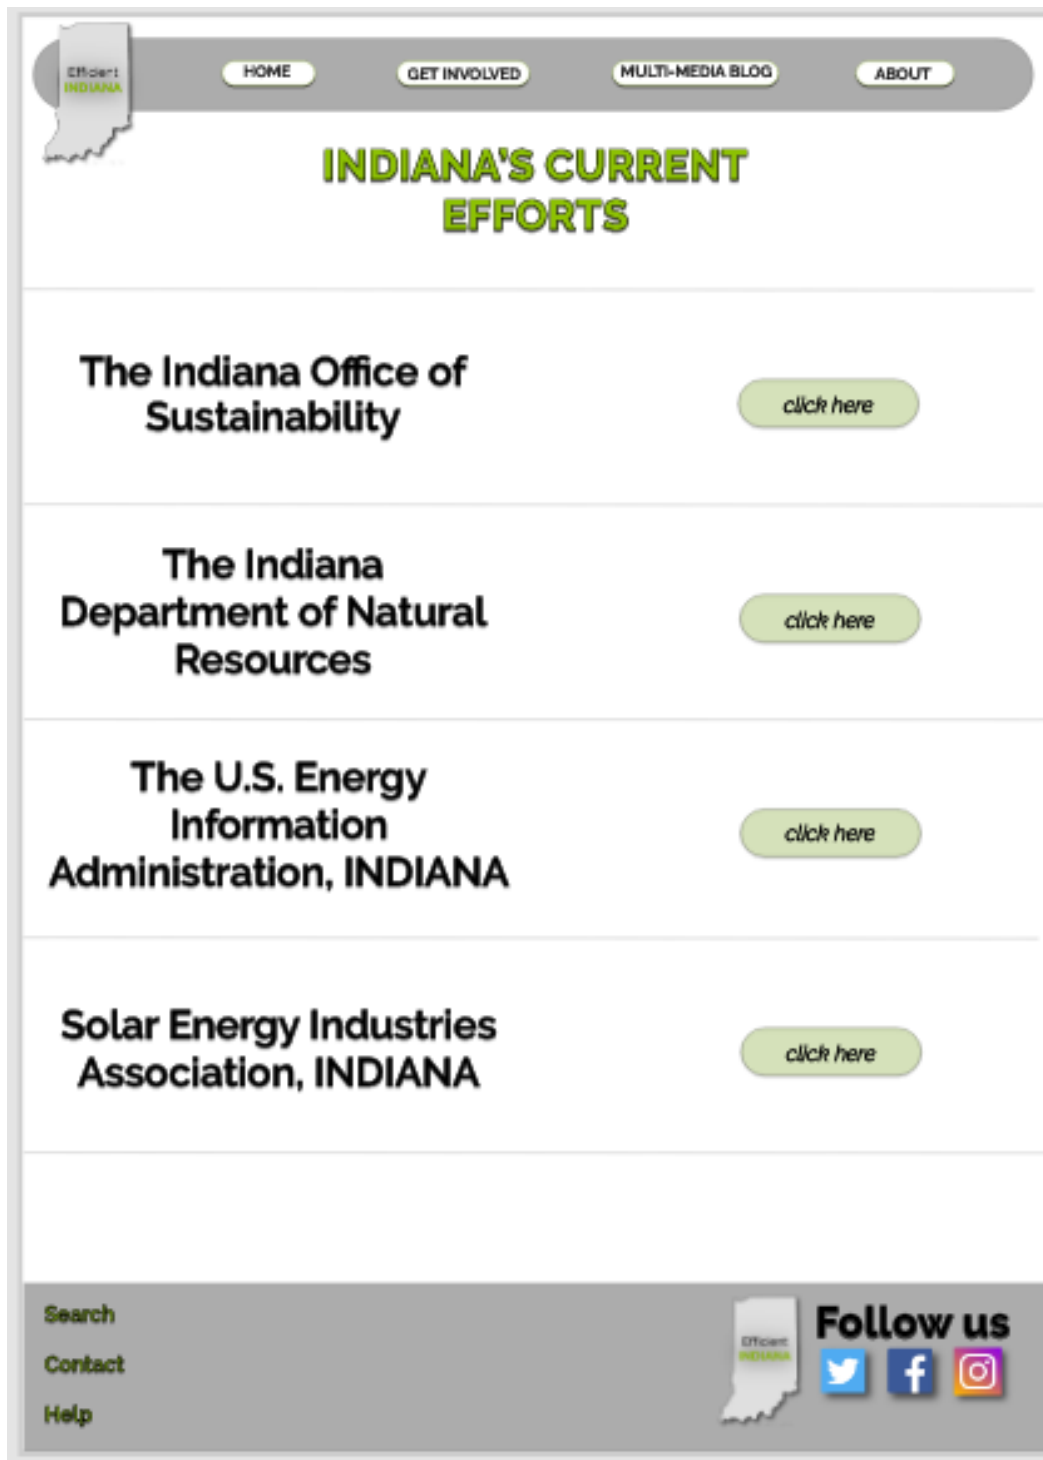 Efficient
INDIANA
HOME
GET INVOLVED
MULTI-MEDIA BLOG
ABOUT
INDIANA'S CURRENT
EFFORTS
The Indiana Office of
Sustainability
click here
The Indiana
Department of Natural
Resources
click here
The U.S. Energy
Information
Administration, INDIANA
click here
Solar Energy Industries
Association, INDIANA
click here
Search
Contact
Help
Efficient
INDIANA
Follow us